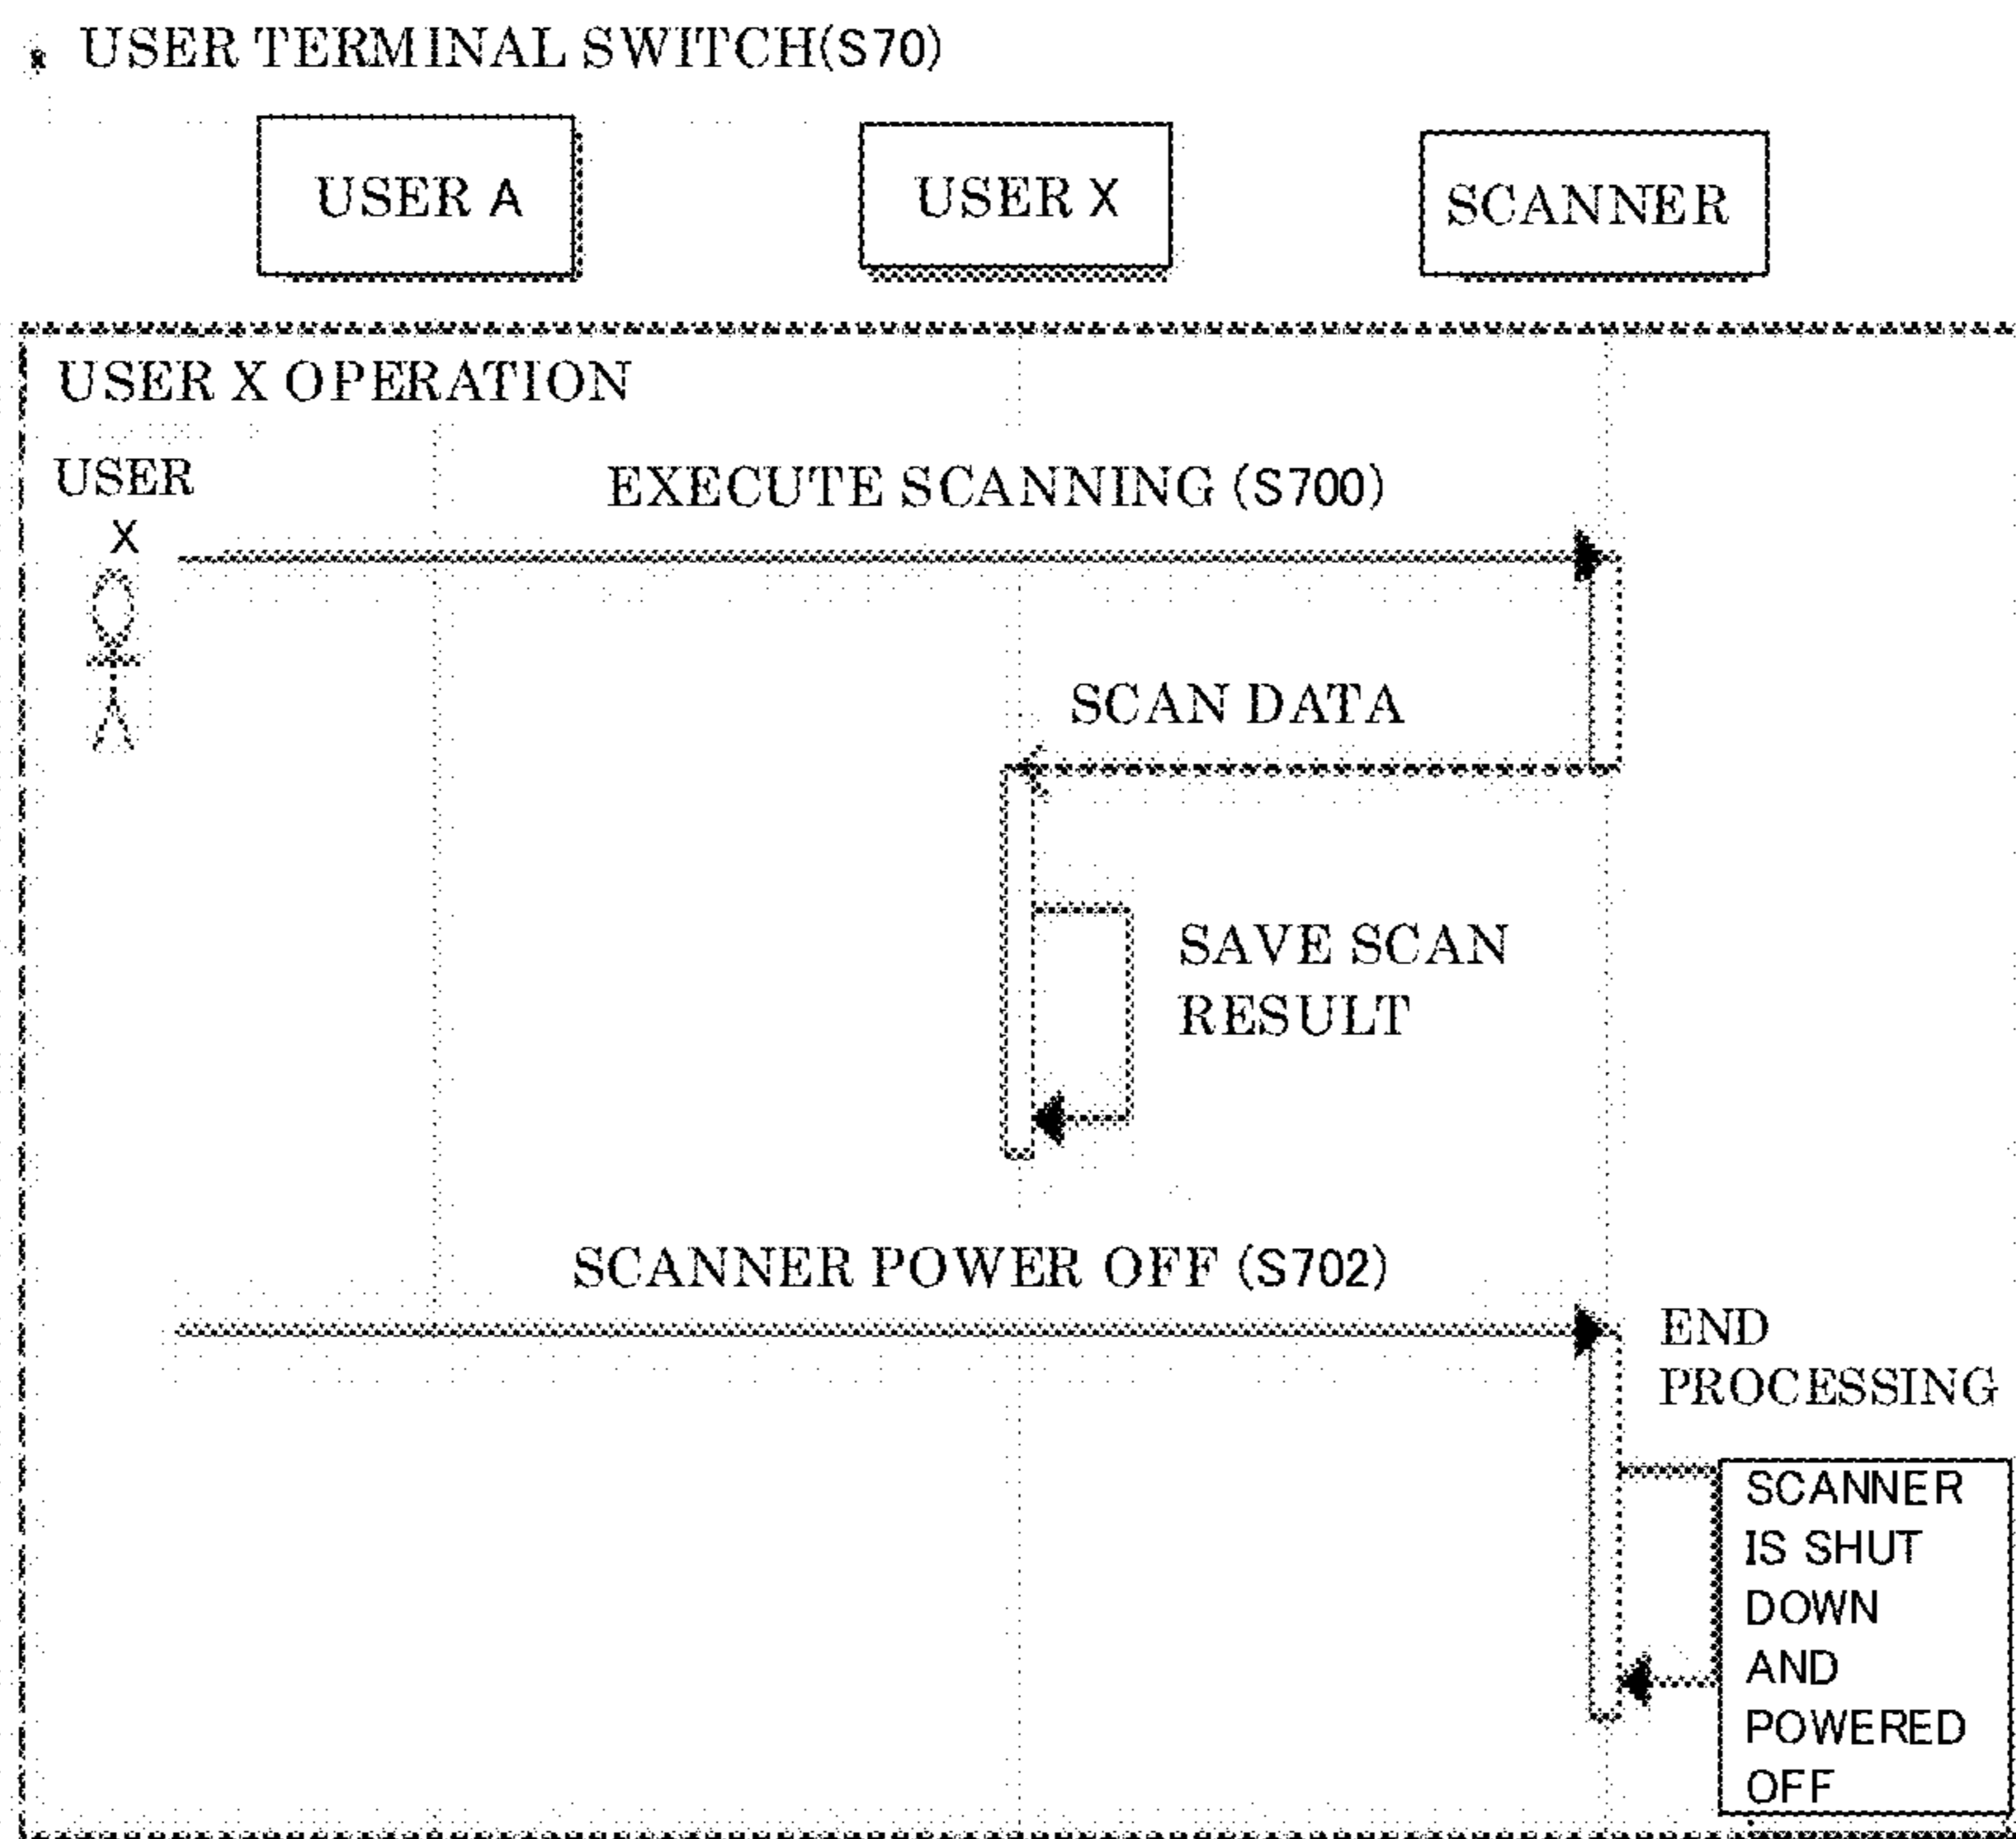 * USER TERMINAL SWITCH(S70)
USER A
USER X
SCANNER
USER X OPERATION
USER
X
EXECUTE SCANNING (S700)
SCAN DATA
SAVE SCAN
RESULT
SCANNER POWER OFF (S702)
END
PROCESSING
SCANNER
IS SHUT
DOWN
AND
POWERED
OFF